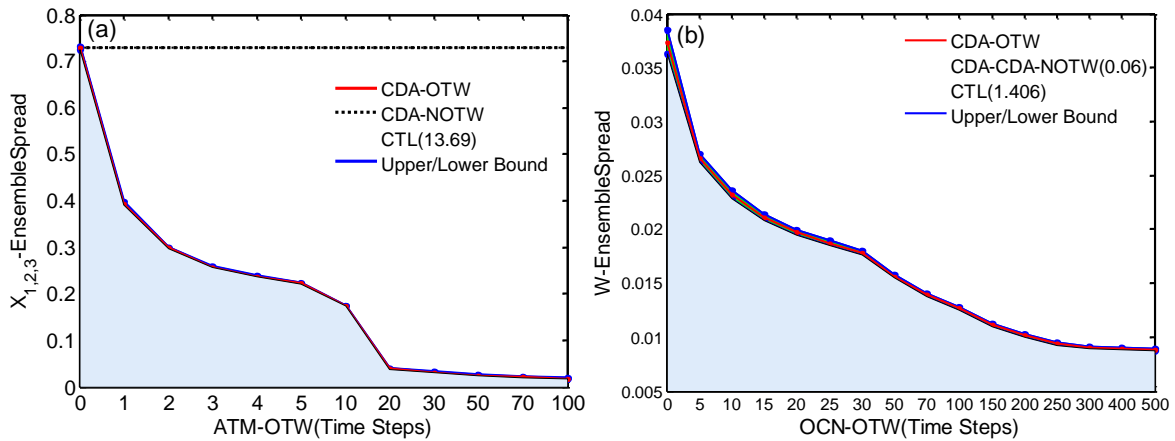 (a)
X1,2,3-EnsembleSpread
0.8
0.7
0.6
0.5
0.4
0.3
0.2
0.1
0
CDA-OTW
CDA-NOTW
CTL(13.69)
Upper/Lower Bound
0 1 2 3 4 5 10 20 30 50 70 100
ATM-OTW(Time Steps)
(b)
W-EnsembleSpread
0.04
0.035
0.03
0.025
0.02
0.015
0.01
0.005
CDA-OTW
CDA-CDA-NOTW(0.06)
CTL(1.406)
Upper/Lower Bound
0 5 10 15 20 25 30 50 70 100 150 200 250 300 400 500
OCN-OTW(Time Steps)